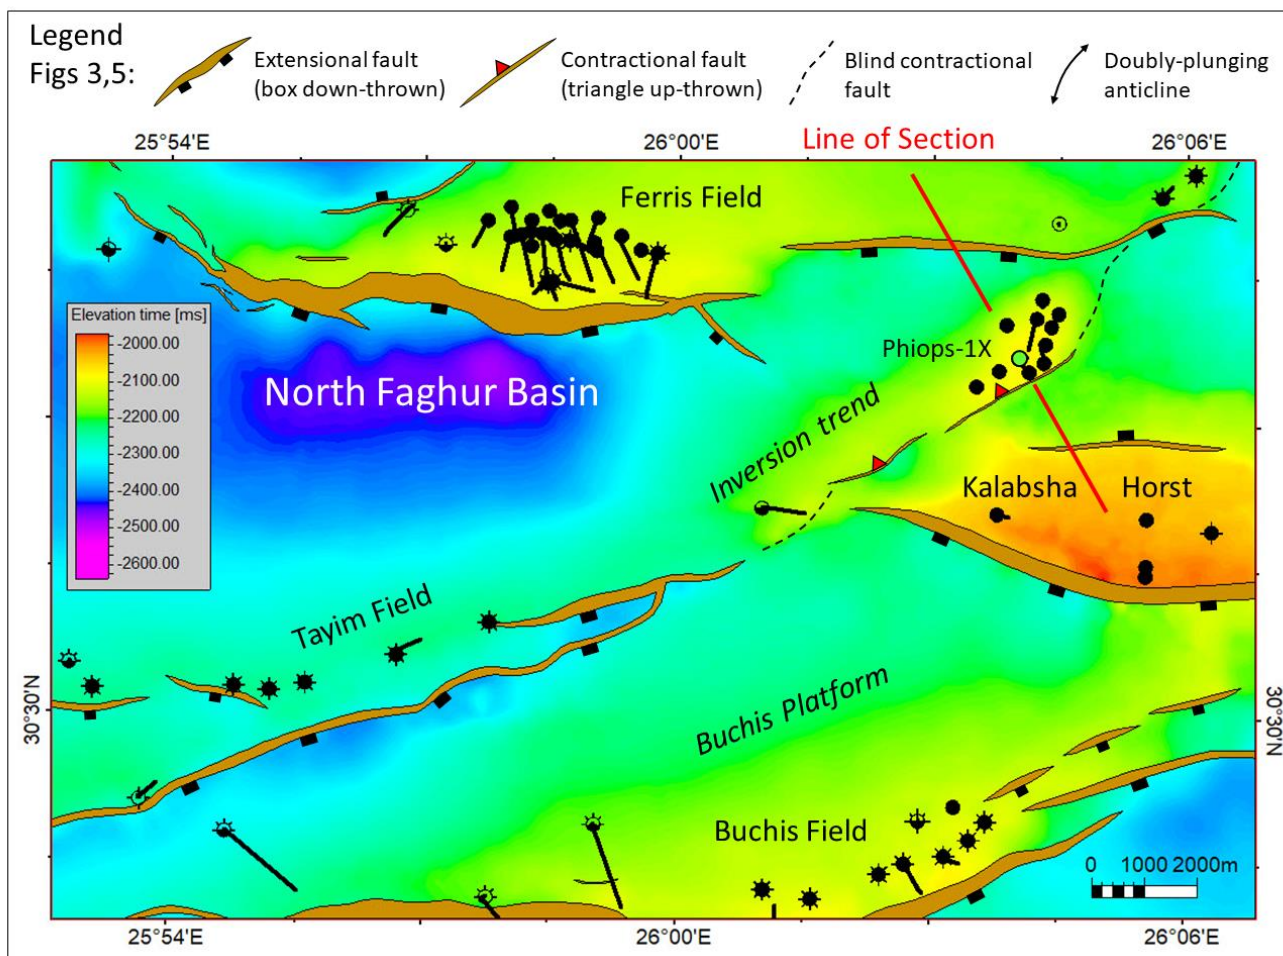 Legend
Figs 3,5:
Extensional fault
(box down-thrown)
Contractional fault
(triangle up-thrown)
Blind contractional
fault
Doubly-plunging
anticline
25°54'E
26°00'E
Line of Section
26°06'E
Ferris Field
Elevation time [ms]
-2000.00
-2100.00
-2200.00
-2300.00
-2400.00
-2500.00
-2600.00
North Faghur Basin
Phiops-1X
Inversion trend
Kalabsha Horst
Tayim Field
Buchis Platform
30°30'N
30°30'N
Buchis Field
0 1000 2000m
25°54'E
26°00'E
26°06'E